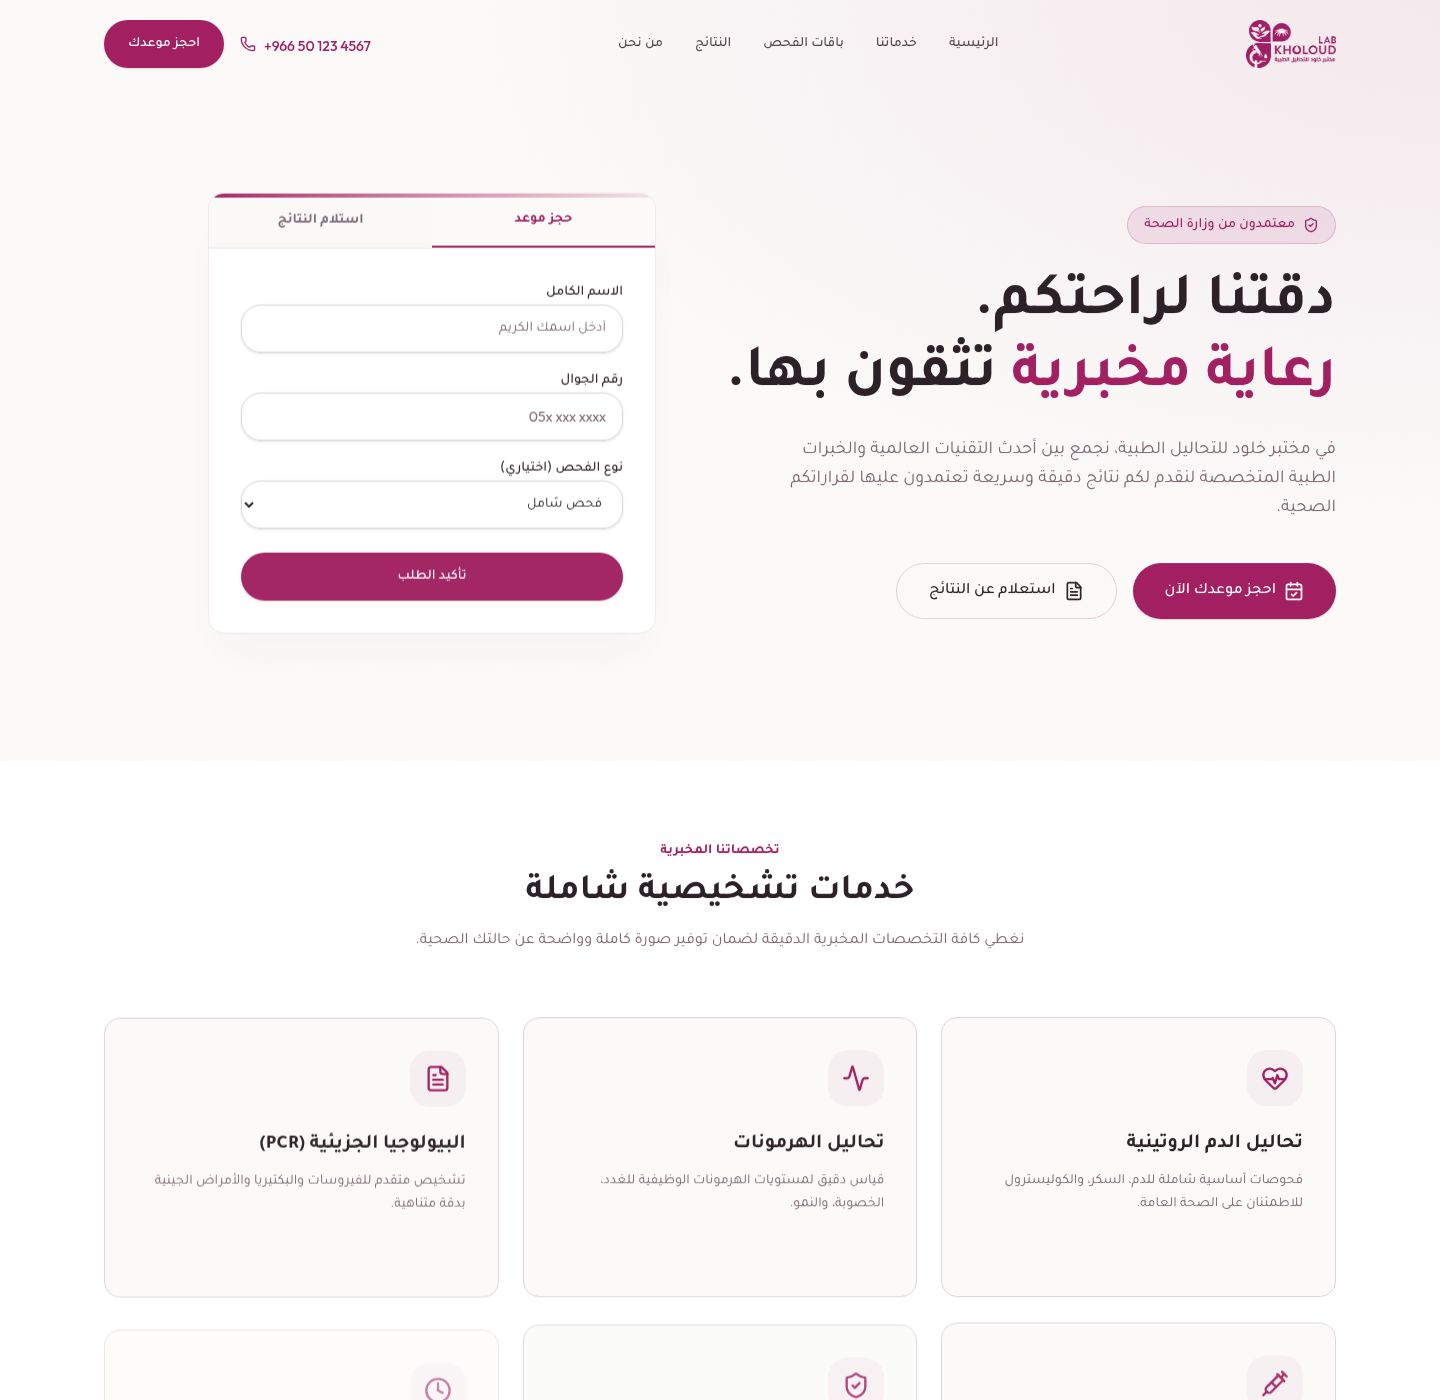 LAB
KHOLOUD
مختبر خلود للتحاليل الطبية
الرئيسية
خدماتنا
باقات الفحص
النتائج
من نحن
+966 50 123 4567
احجز موعدك
معتمدون من وزارة الصحة
دقتنا لراحتكم.
رعاية مخبرية تثقون بها.
في مختبر خلود للتحاليل الطبية، نجمع بين أحدث التقنيات العالمية والخبرات
الطبية المتخصصة لنقدم لكم نتائج دقيقة وسريعة تعتمدون عليها لقراراتكم
الصحية.
احجز موعدك الآن
استعلام عن النتائج
حجز موعد
استلام النتائج
الاسم الكامل
أدخل اسمك الكريم
رقم الجوال
05x xxx xxxx
نوع الفحص (اختياري)
فحص شامل
تأكيد الطلب
تخصصاتنا المخبرية
خدمات تشخيصية شاملة
نغطي كافة التخصصات المخبرية الدقيقة لضمان توفير صورة كاملة وواضحة عن حالتك الصحية.
تحاليل الدم الروتينية
فحوصات أساسية شاملة للدم، السكر، والكوليسترول
للاطمئنان على الصحة العامة.
تحاليل الهرمونات
قياس دقيق لمستويات الهرمونات الوظيفية للغدد،
الخصوبة، والنمو.
البيولوجيا الجزيئية (PCR)
تشخيص متقدم للفيروسات والبكتيريا والأمراض الجينية
بدقة متناهية.